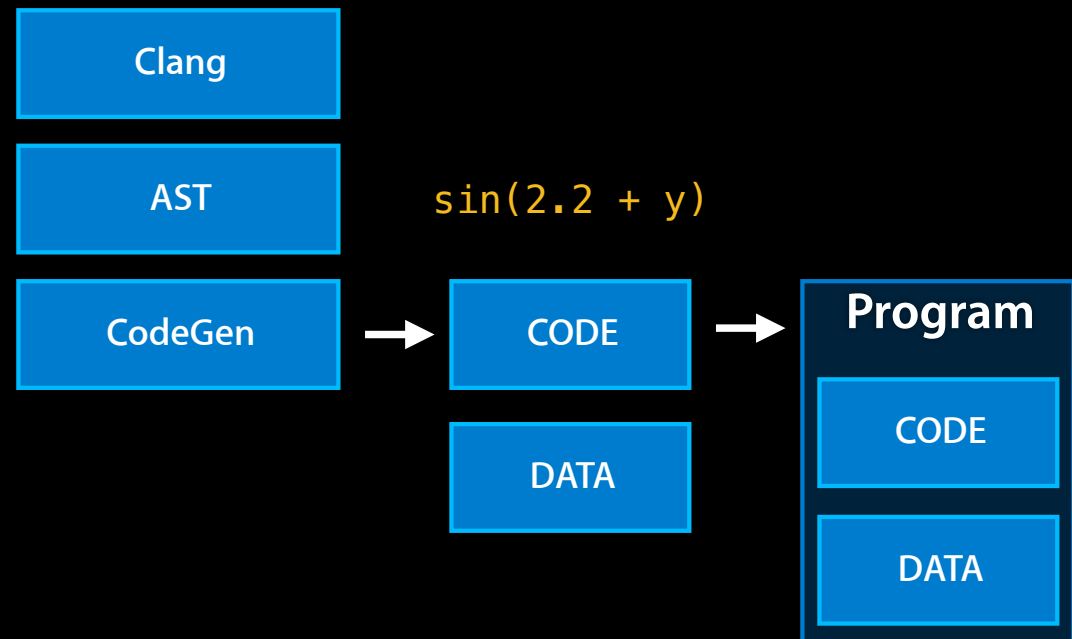 Clang
AST
sin(2.2 + y)
CodeGen
CODE
DATA
Program
CODE
DATA